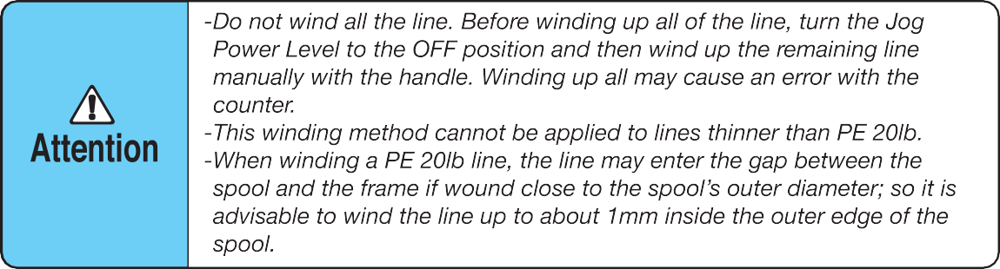 Attention
-Do not wind all the line. Before winding up all of the line, turn the Jog
Power Level to the OFF position and then wind up the remaining line
manually with the handle. Winding up all may cause an error with the
counter.
-This winding method cannot be applied to lines thinner than PE 20lb.
-When winding a PE 20lb line, the line may enter the gap between the
spool and the frame if wound close to the spool's outer diameter; so it is
advisable to wind the line up to about 1mm inside the outer edge of the
spool.